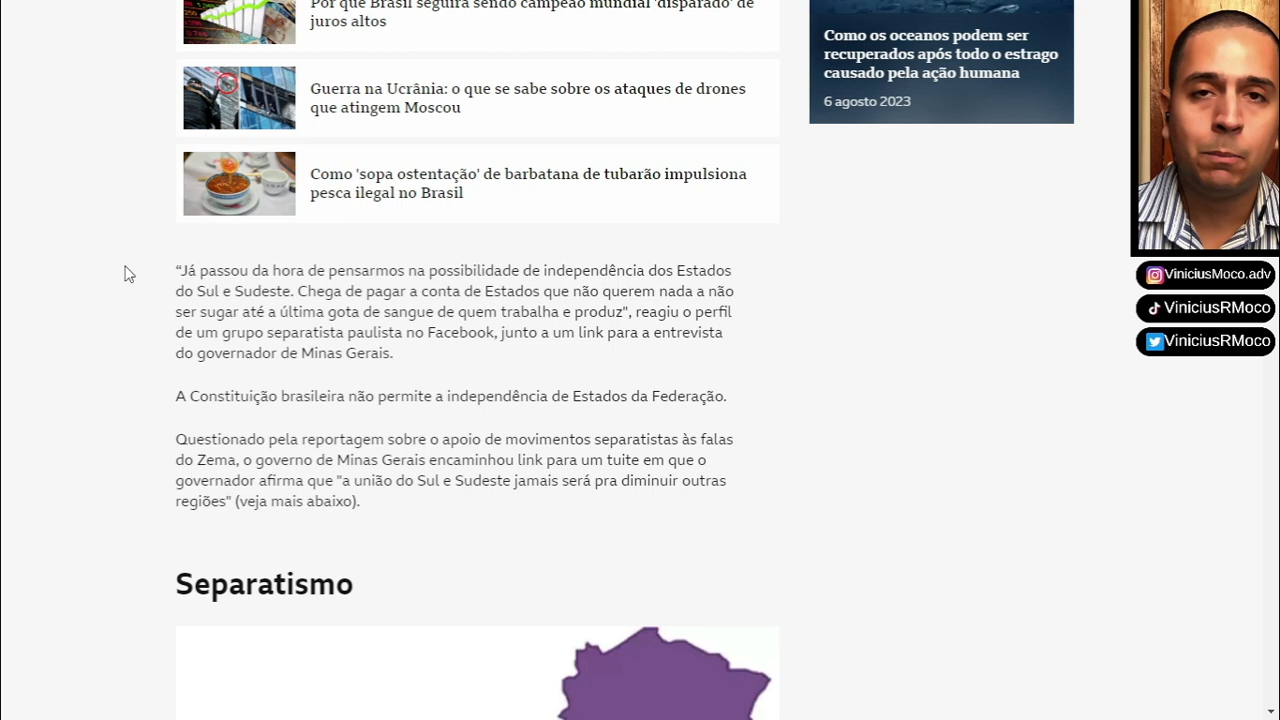 Por que Brasil seguirá sendo campeão mundial 'disparado' de
juros altos
Guerra na Ucrânia: o que se sabe sobre os ataques de drones
que atingem Moscou
Como 'sopa ostentação' de barbatana de tubarão impulsiona
pesca ilegal no Brasil
“Já passou da hora de pensarmos na possibilidade de independência dos Estados
do Sul e Sudeste. Chega de pagar a conta de Estados que não querem nada a não
ser sugar até a última gota de sangue de quem trabalha e produz", reagiu o perfil
de um grupo separatista paulista no Facebook, junto a um link para a entrevista
do governador de Minas Gerais.
A Constituição brasileira não permite a independência de Estados da Federação.
Questionado pela reportagem sobre o apoio de movimentos separatistas às falas
do Zema, o governo de Minas Gerais encaminhou link para um tuite em que o
governador afirma que "a união do Sul e Sudeste jamais será pra diminuir outras
regiões" (veja mais abaixo).
Separatismo
Como os oceanos podem ser
recuperados após todo o estrago
causado pela ação humana
6 agosto 2023
ViniciusMoco.adv
ViniciusRMoco
ViniciusRMoco